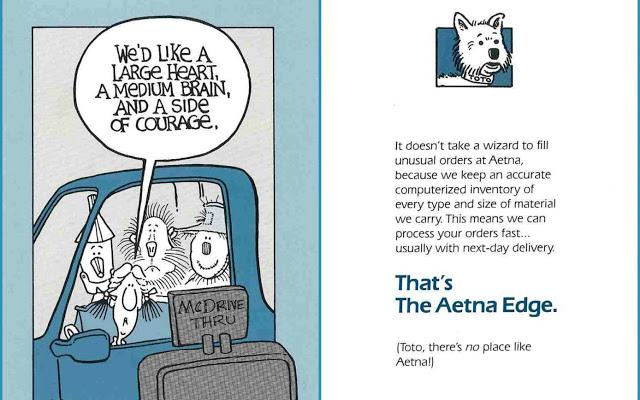 WE'D LIKE A
LARGE HEART,
A MEDIUM BRAIN,
AND A SIDE
OF COURAGE.
MCDRIVE
THRU
TOTO
It doesn't take a wizard to fill
unusual orders at Aetna,
because we keep an accurate
computerized inventory of
every type and size of material
we carry. This means we can
process your orders fast...
usually with next-day delivery.
That's
The Aetna Edge.
(Toto, there's no place like
Aetna!)